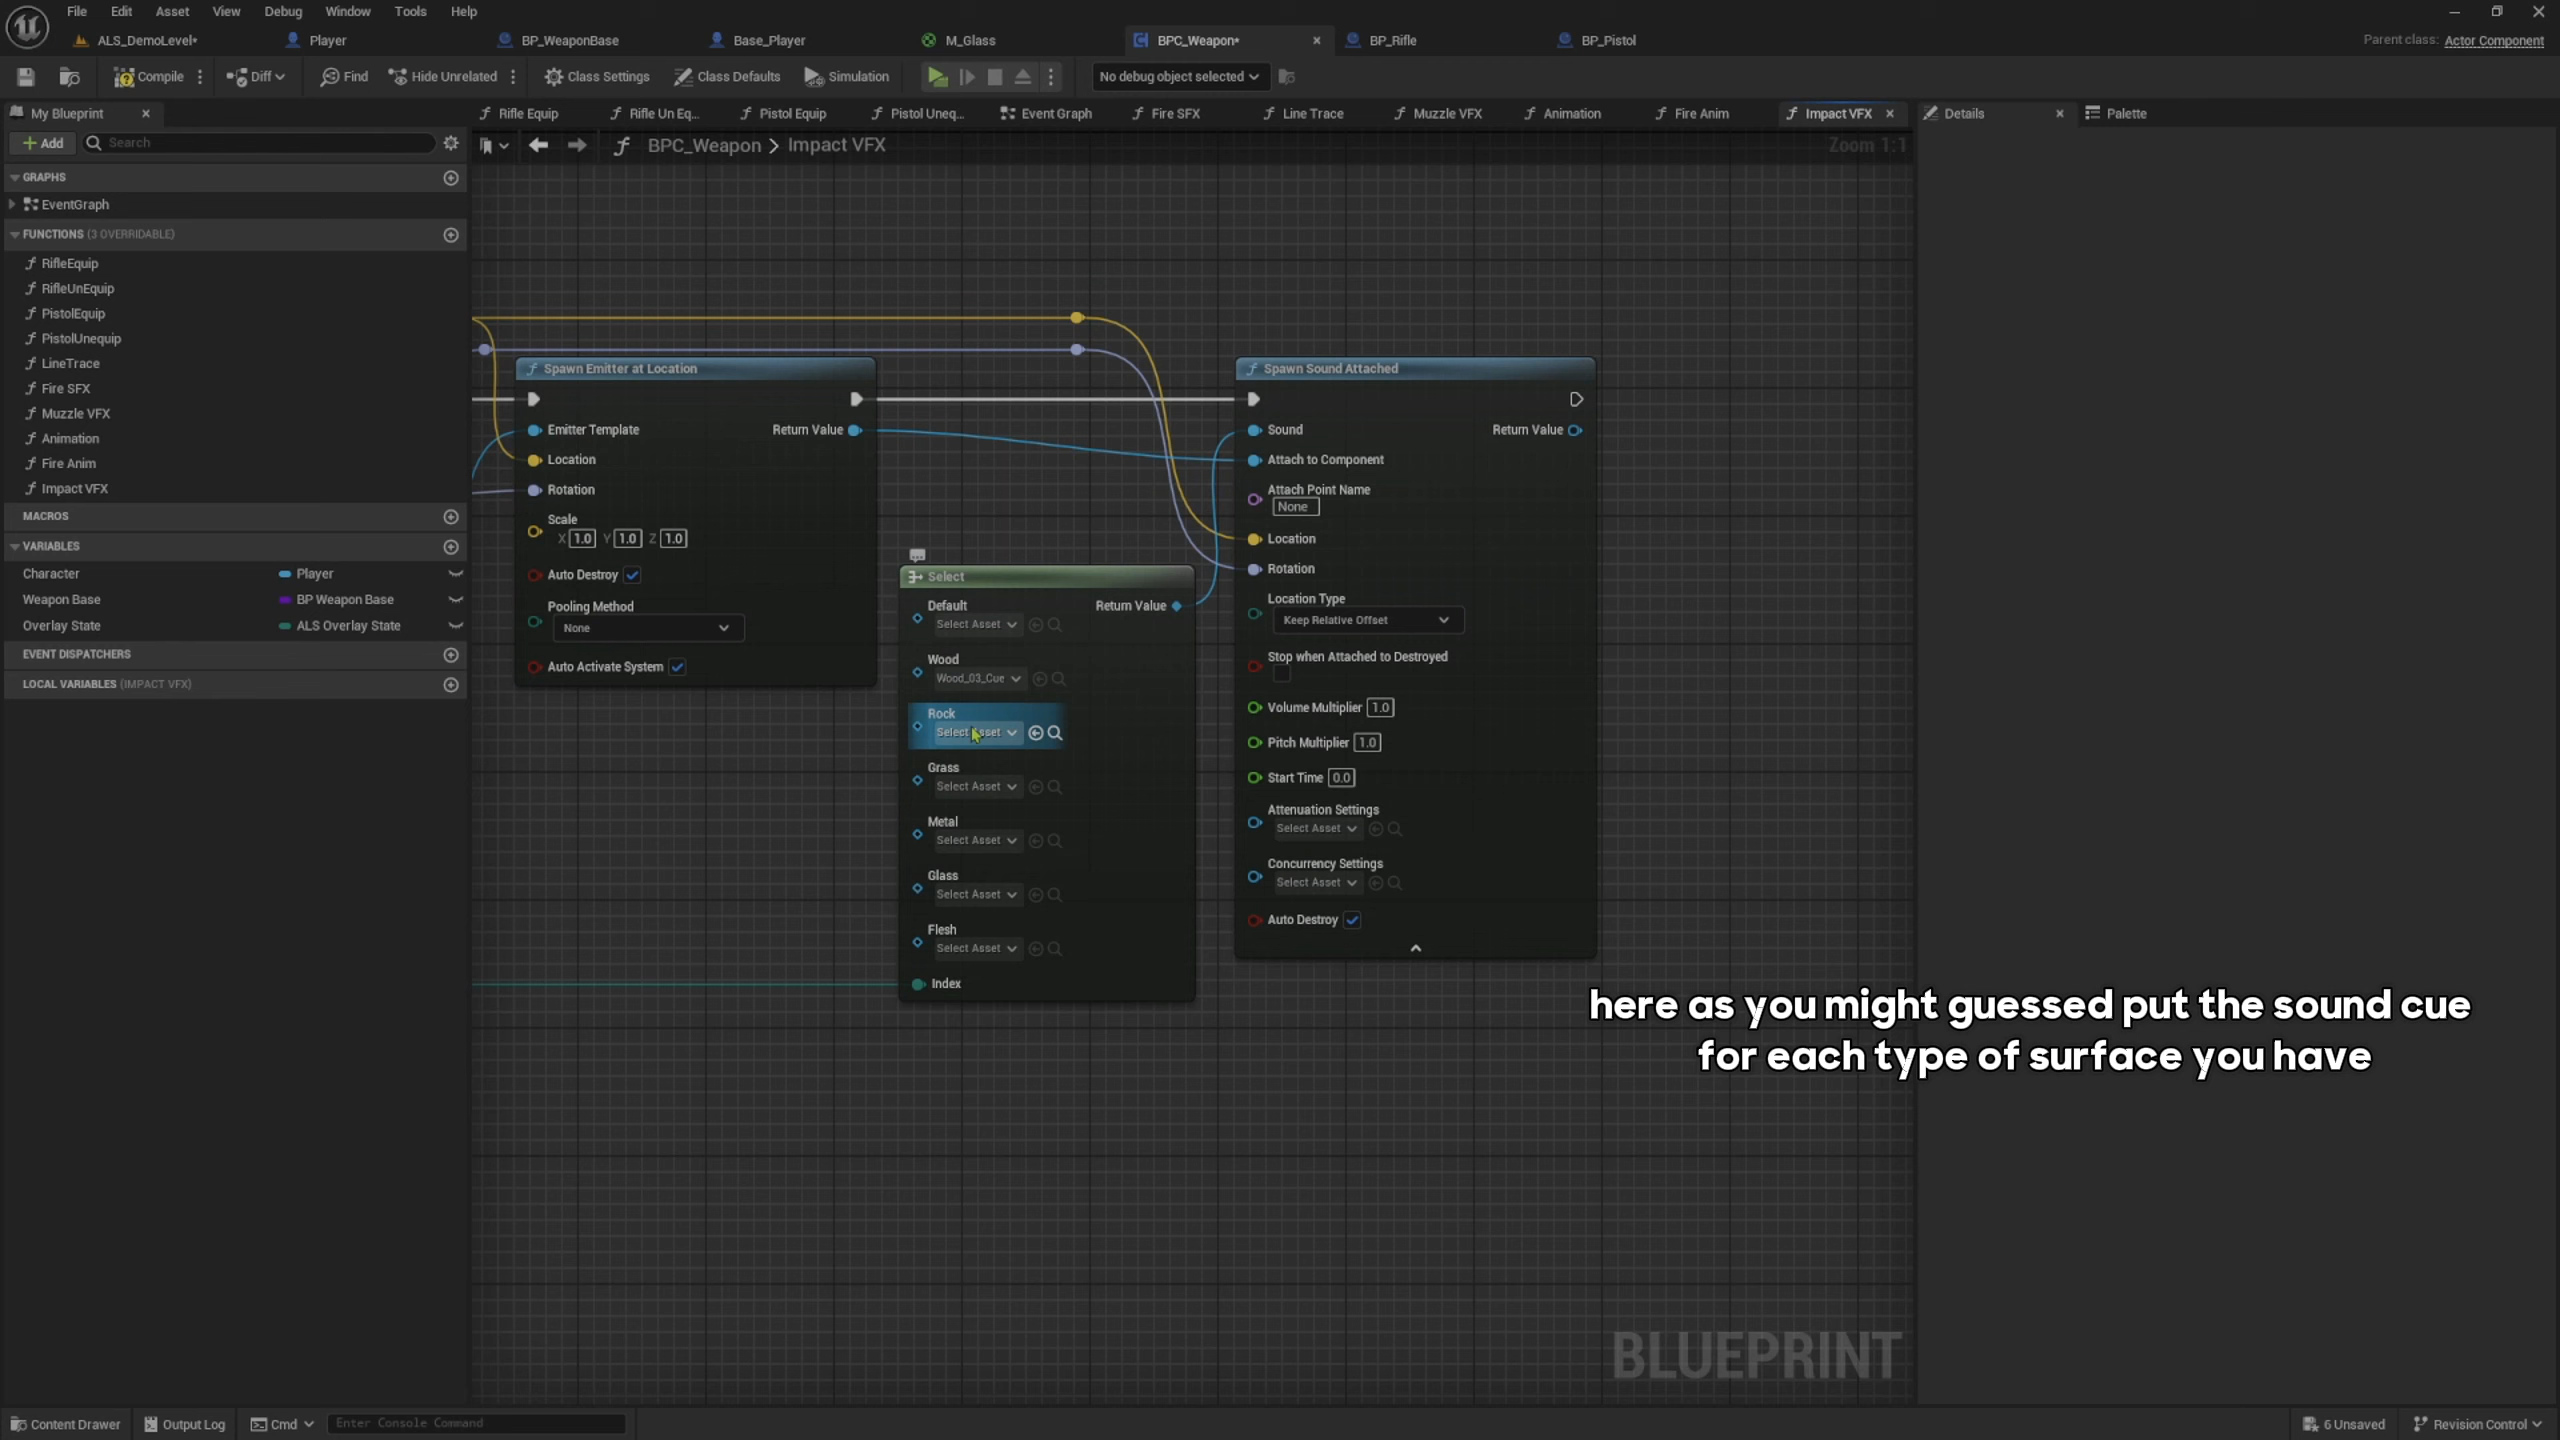 File Edit Asset View Debug Window Tools Help
ALS_DemoLevel* Player BP_WeaponBase Base_Player M_Glass BPC_Weapon* BP_Rifle BP_Pistol Parent class: Actor Component
Compile Diff Find Hide Unrelated Class Settings Class Defaults Simulation No debug object selected
My Blueprint Rifle Equip Rifle Un Eq... Pistol Equip Pistol Uneq... Event Graph Fire SFX Line Trace Muzzle VFX Animation Fire Anim Impact VFX Details Palette
Add Search BPC_Weapon > Impact VFX Zoom 1:1
GRAPHS
EventGraph
FUNCTIONS (3 OVERRIDABLE)
RifleEquip
RifleUnEquip
PistolEquip
PistolUnequip
LineTrace
Fire SFX
Muzzle VFX
Animation
Fire Anim
Impact VFX
MACROS
VARIABLES
Character Player
Weapon Base BP Weapon Base
Overlay State ALS Overlay State
EVENT DISPATCHERS
LOCAL VARIABLES (IMPACT VFX)
Spawn Emitter at Location
Emitter Template Return Value
Location
Rotation
Scale
X 1.0 Y 1.0 Z 1.0
Auto Destroy
Pooling Method
None
Auto Activate System
Select
Default Return Value
Select Asset
Wood
Wood_03_Cue
Rock
Select Asset
Grass
Select Asset
Metal
Select Asset
Glass
Select Asset
Flesh
Select Asset
Index
Spawn Sound Attached
Sound Return Value
Attach to Component
Attach Point Name
None
Location
Rotation
Location Type
Keep Relative Offset
Stop when Attached to Destroyed
Volume Multiplier 1.0
Pitch Multiplier 1.0
Start Time 0.0
Attenuation Settings
Select Asset
Concurrency Settings
Select Asset
Auto Destroy
here as you might guessed put the sound cue
for each type of surface you have
BLUEPRINT
Content Drawer Output Log Cmd Enter Console Command 6 Unsaved Revision Control